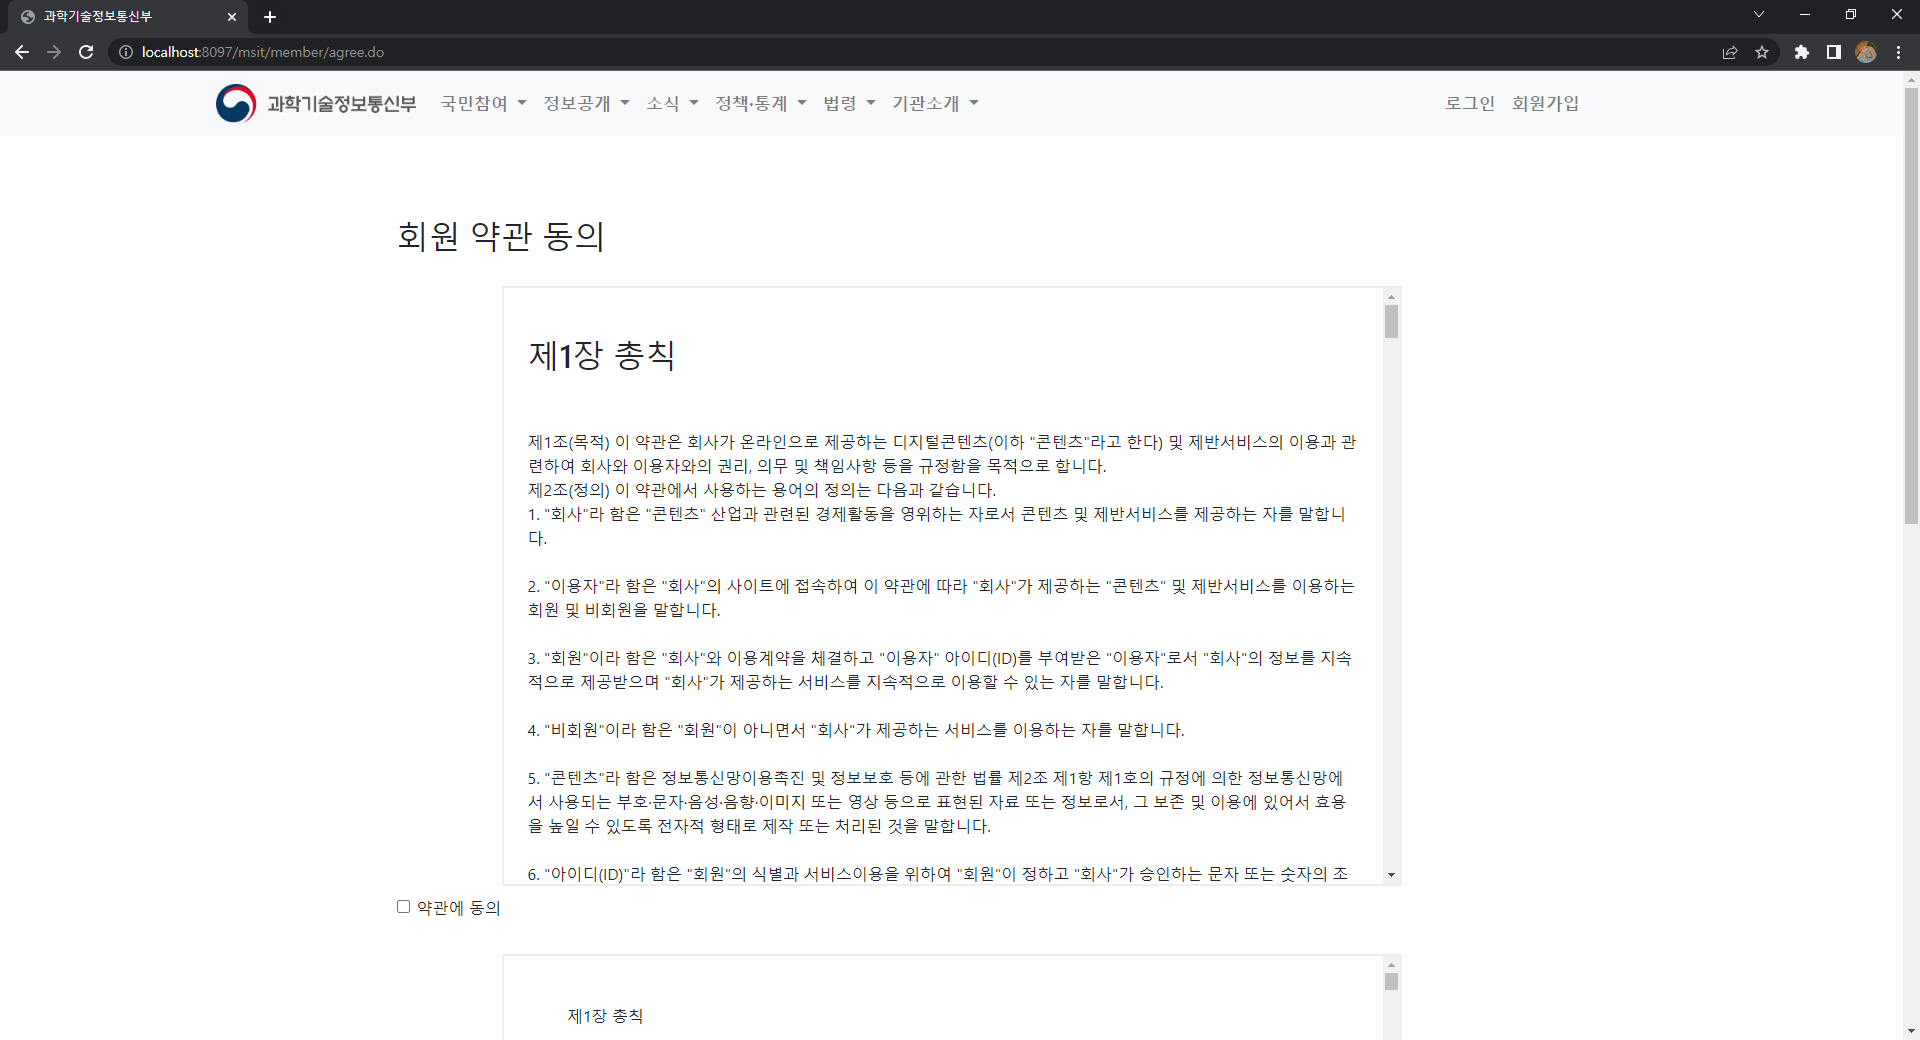 과학기술정보통신부
localhost:8097/msit/member/agree.do
과학기술정보통신부 국민참여 정보공개 소식 정책·통계 법령 기관소개 로그인 회원가입
회원 약관 동의
제1장 총칙
제1조(목적) 이 약관은 회사가 온라인으로 제공하는 디지털콘텐츠(이하 "콘텐츠"라고 한다) 및 제반서비스의 이용과 관
련하여 회사와 이용자와의 권리, 의무 및 책임사항 등을 규정함을 목적으로 합니다.
제2조(정의) 이 약관에서 사용하는 용어의 정의는 다음과 같습니다.
1. "회사"라 함은 "콘텐츠" 산업과 관련된 경제활동을 영위하는 자로서 콘텐츠 및 제반서비스를 제공하는 자를 말합니
다.
2. "이용자"라 함은 "회사"의 사이트에 접속하여 이 약관에 따라 "회사"가 제공하는 "콘텐츠" 및 제반서비스를 이용하는
회원 및 비회원을 말합니다.
3. "회원"이라 함은 "회사"와 이용계약을 체결하고 "이용자" 아이디(ID)를 부여받은 "이용자"로서 "회사"의 정보를 지속
적으로 제공받으며 "회사"가 제공하는 서비스를 지속적으로 이용할 수 있는 자를 말합니다.
4. "비회원"이라 함은 "회원"이 아니면서 "회사"가 제공하는 서비스를 이용하는 자를 말합니다.
5. "콘텐츠"라 함은 정보통신망이용촉진 및 정보보호 등에 관한 법률 제2조 제1항 제1호의 규정에 의한 정보통신망에
서 사용되는 부호·문자·음성·음향·이미지 또는 영상 등으로 표현된 자료 또는 정보로서, 그 보존 및 이용에 있어서 효용
을 높일 수 있도록 전자적 형태로 제작 또는 처리된 것을 말합니다.
6. "아이디(ID)"라 함은 "회원"의 식별과 서비스이용을 위하여 "회원"이 정하고 "회사"가 승인하는 문자 또는 숫자의 조
약관에 동의
제1장 총칙